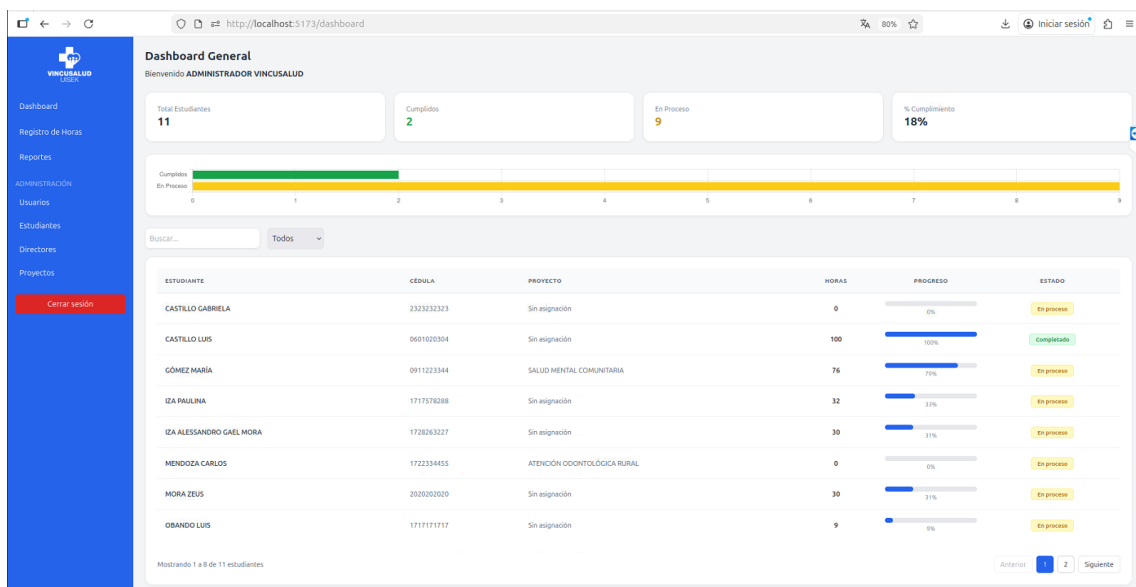 http://localhost:5173/dashboard
80%
Iniciar sesión
VINCUSALUD
UISEK
Dashboard
Registro de Horas
Reportes
ADMINISTRACIÓN
Usuarios
Estudiantes
Directores
Proyectos
Cerrar sesión
Dashboard General
Bienvenido ADMINISTRADOR VINCUSALUD
Total Estudiantes
11
Cumplidos
2
En Proceso
9
% Cumplimiento
18%
Cumplidos
En Proceso
0 1 2 3 4 5 6 7 8 9
Buscar... Todos
ESTUDIANTE CÉDULA PROYECTO HORAS PROGRESO ESTADO
CASTILLO GABRIELA 2323232323 Sin asignación 0 0% En proceso
CASTILLO LUIS 0601020304 Sin asignación 100 100% Completado
GÓMEZ MARÍA 0911223344 SALUD MENTAL COMUNITARIA 76 79% En proceso
IZA PAULINA 1717578288 Sin asignación 32 33% En proceso
IZA ALESSANDRO GAEL MORA 1728263227 Sin asignación 30 31% En proceso
MENDOZA CARLOS 1722334455 ATENCIÓN ODONTOLÓGICA RURAL 0 0% En proceso
MORA ZEUS 2020202020 Sin asignación 30 31% En proceso
OBANDO LUIS 1717171717 Sin asignación 9 9% En proceso
Mostrando 1 a 8 de 11 estudiantes
Anterior 1 2 Siguiente